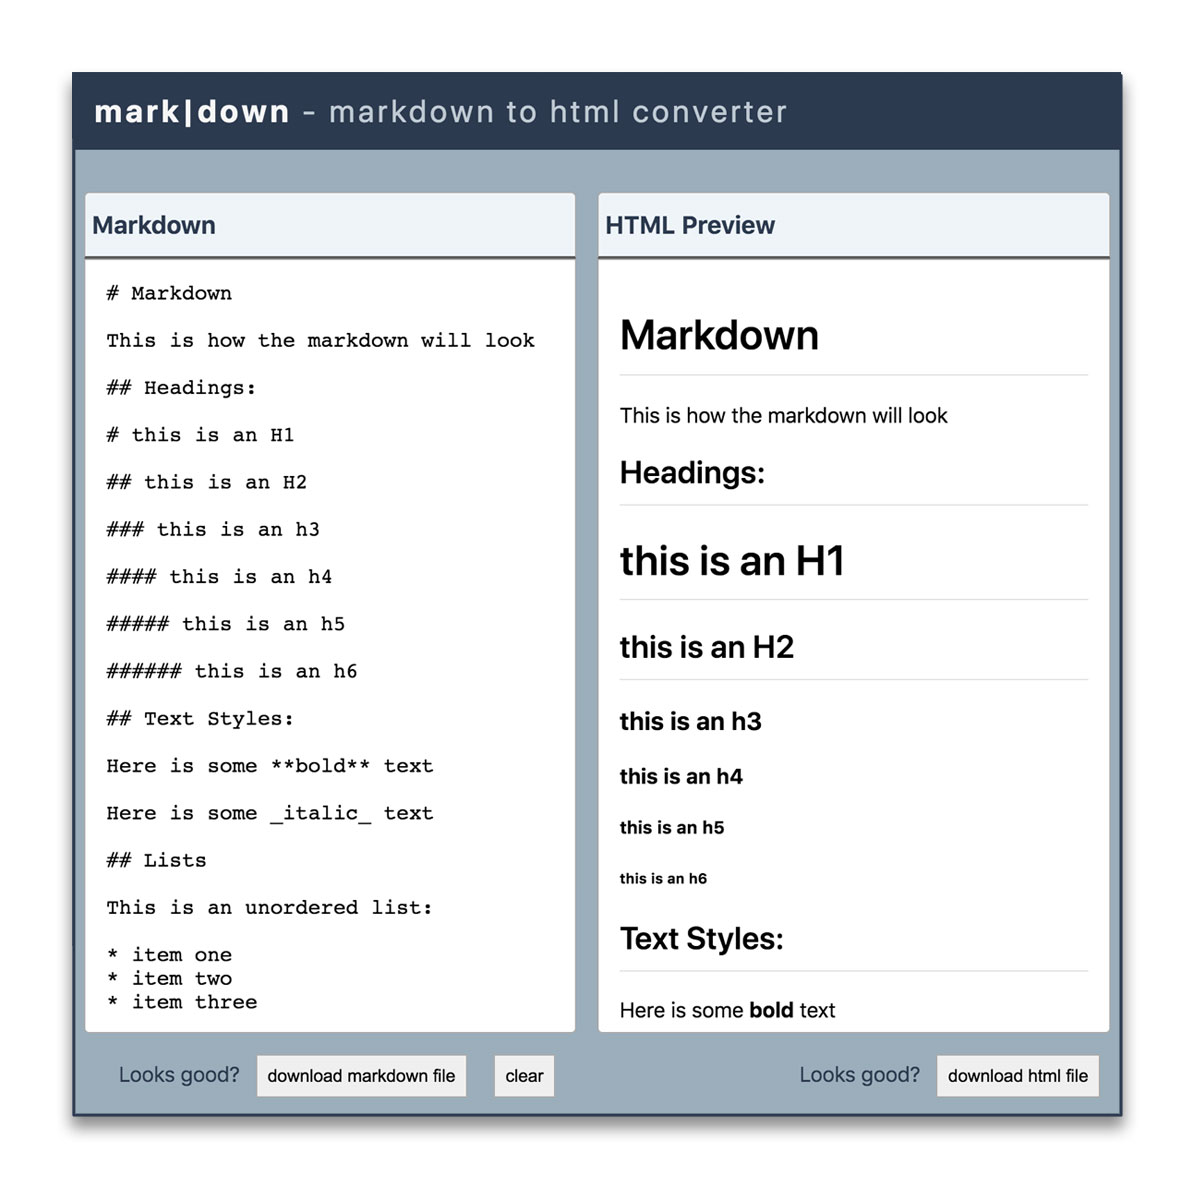 mark|down - markdown to html converter
Markdown
# Markdown
This is how the markdown will look
## Headings:
# this is an H1
## this is an H2
### this is an h3
#### this is an h4
##### this is an h5
###### this is an h6
## Text Styles:
Here is some **bold** text
Here is some _italic_ text
## Lists
This is an unordered list:
* item one
* item two
* item three
Looks good?
download markdown file
clear
HTML Preview
Markdown
This is how the markdown will look
Headings:
this is an H1
this is an H2
this is an h3
this is an h4
this is an h5
this is an h6
Text Styles:
Here is some bold text
Looks good?
download html file